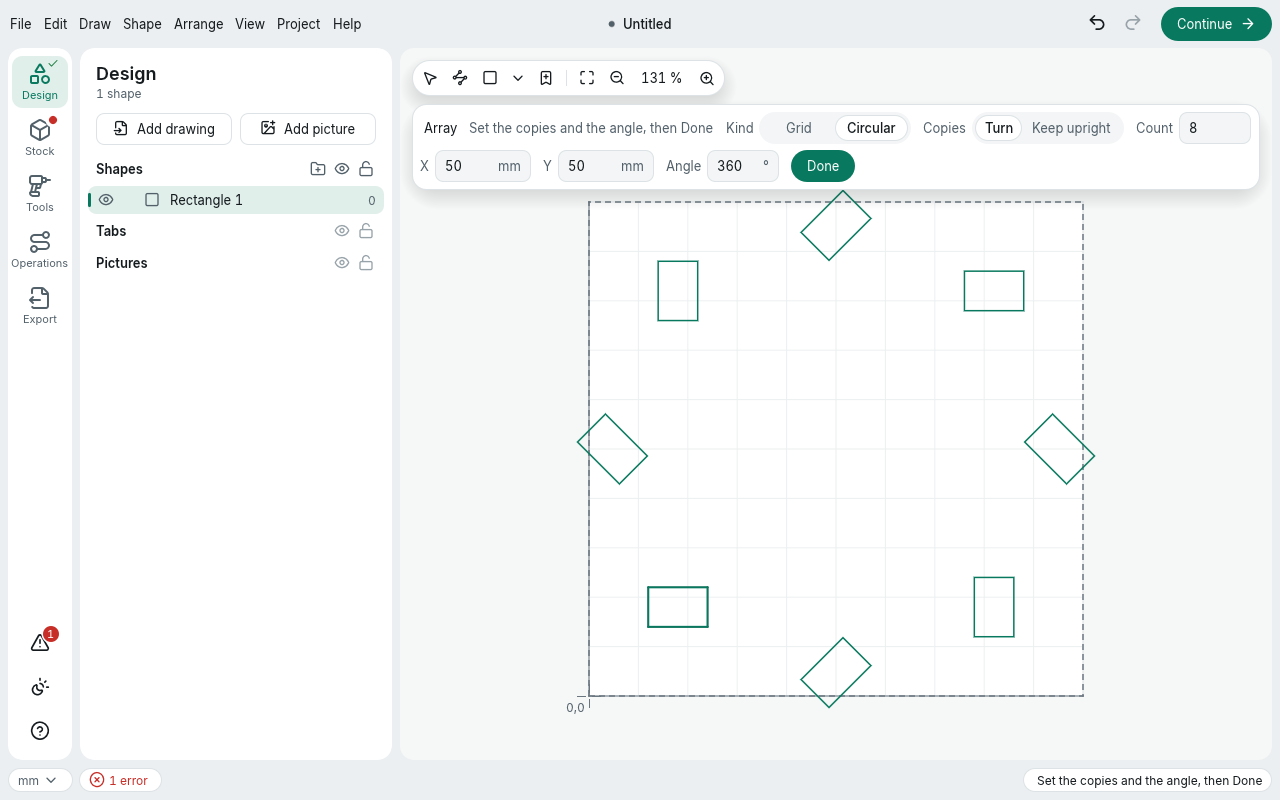 File Edit Draw Shape Arrange View Project Help
Untitled
Continue
Design
Stock
Tools
Operations
Export
1
Design
1 shape
Add drawing
Add picture
Shapes
Rectangle 1 0
Tabs
Pictures
131 %
Array Set the copies and the angle, then Done Kind Grid Circular Copies Turn Keep upright Count 8
X 50 mm Y 50 mm Angle 360 ° Done
0,0
mm
1 error
Set the copies and the angle, then Done